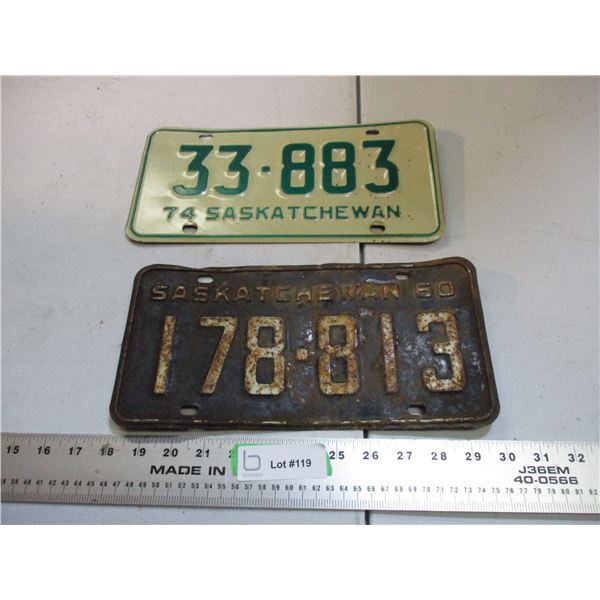 33-883
74 SASKATCHEWAN
SASKATCHEWAN 60
178-813
15 16 17 18 19 20 21 25 26 27 28 29 30 31 32
MADE IN
b Lot #119
J36EM
40-0566